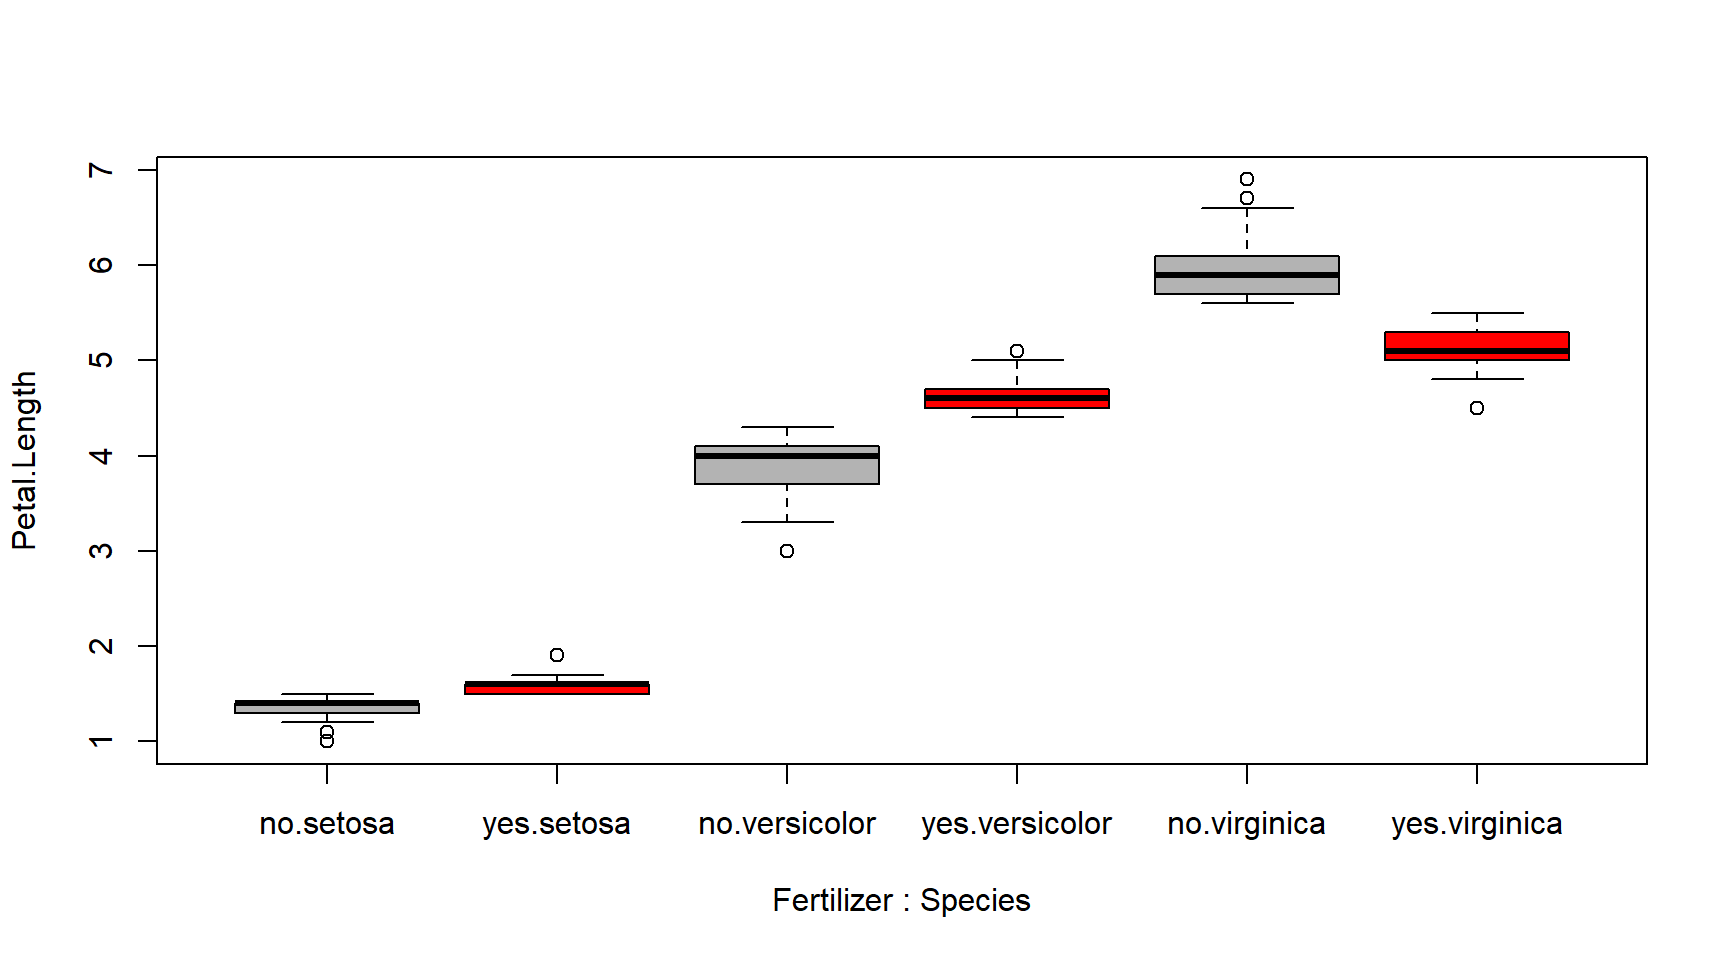 Petal.Length
7
6
5
4
3
2
1
no.setosa yes.setosa no.versicolor yes.versicolor no.virginica yes.virginica
Fertilizer : Species